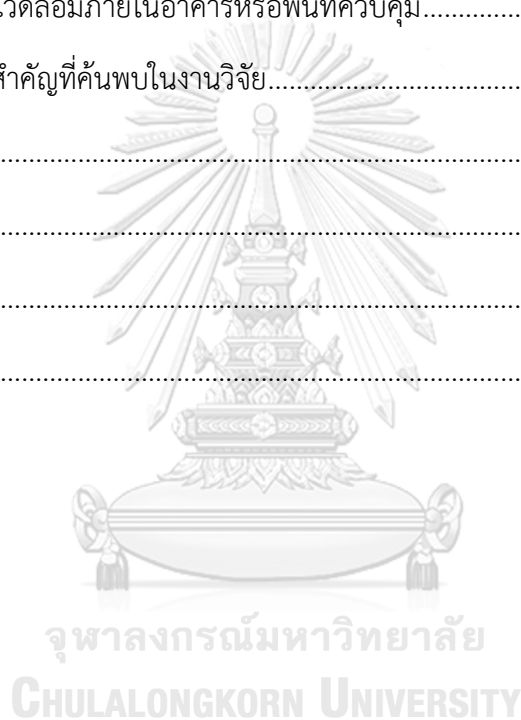 แวดล้อมภายในอาคารหรือพื้นที่ควบคุม..............
สำคัญที่ค้นพบในงานวิจัย...................................
.....................................................................
.....................................................................
.....................................................................
.....................................................................
จุฬาลงกรณ์มหาวิทยาลัย
CHULALONGKORN UNIVERSITY